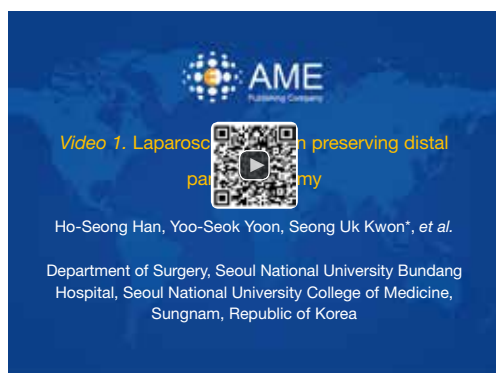 AME
Publishing Company
Video 1. Laparosc n preserving distal
pa my
Ho-Seong Han, Yoo-Seok Yoon, Seong Uk Kwon*, et al.
Department of Surgery, Seoul National University Bundang
Hospital, Seoul National University College of Medicine,
Sungnam, Republic of Korea